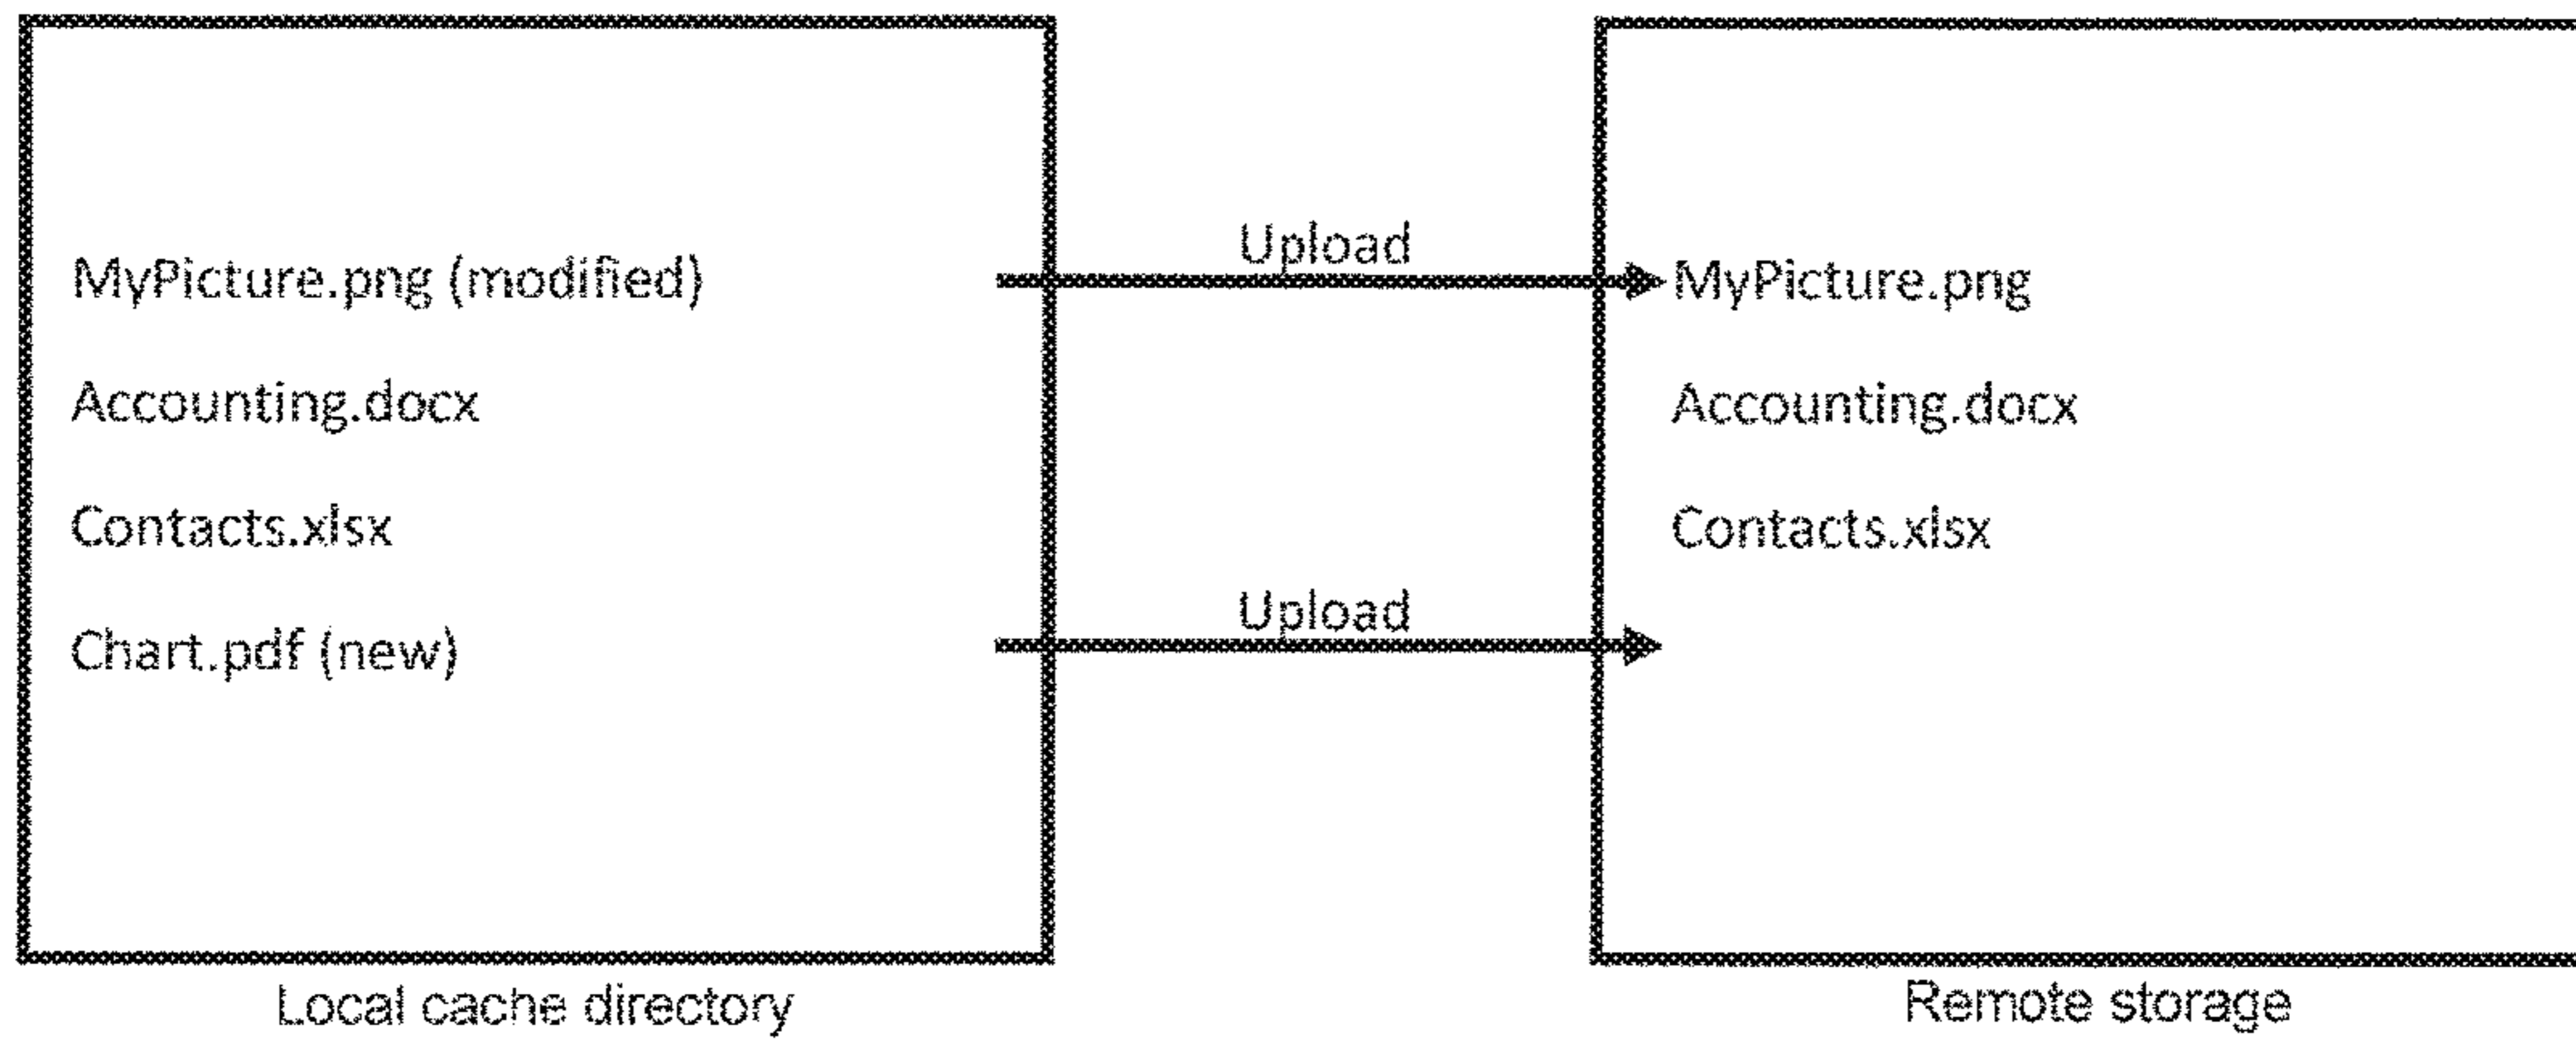 Upload
MyPicture.png (modified)
MyPicture.png
Accounting.docx
Accounting.docx
Contacts.xlsx
Contacts.xlsx
Upload
Chart.pdf (new)
Local cache directory
Remote storage